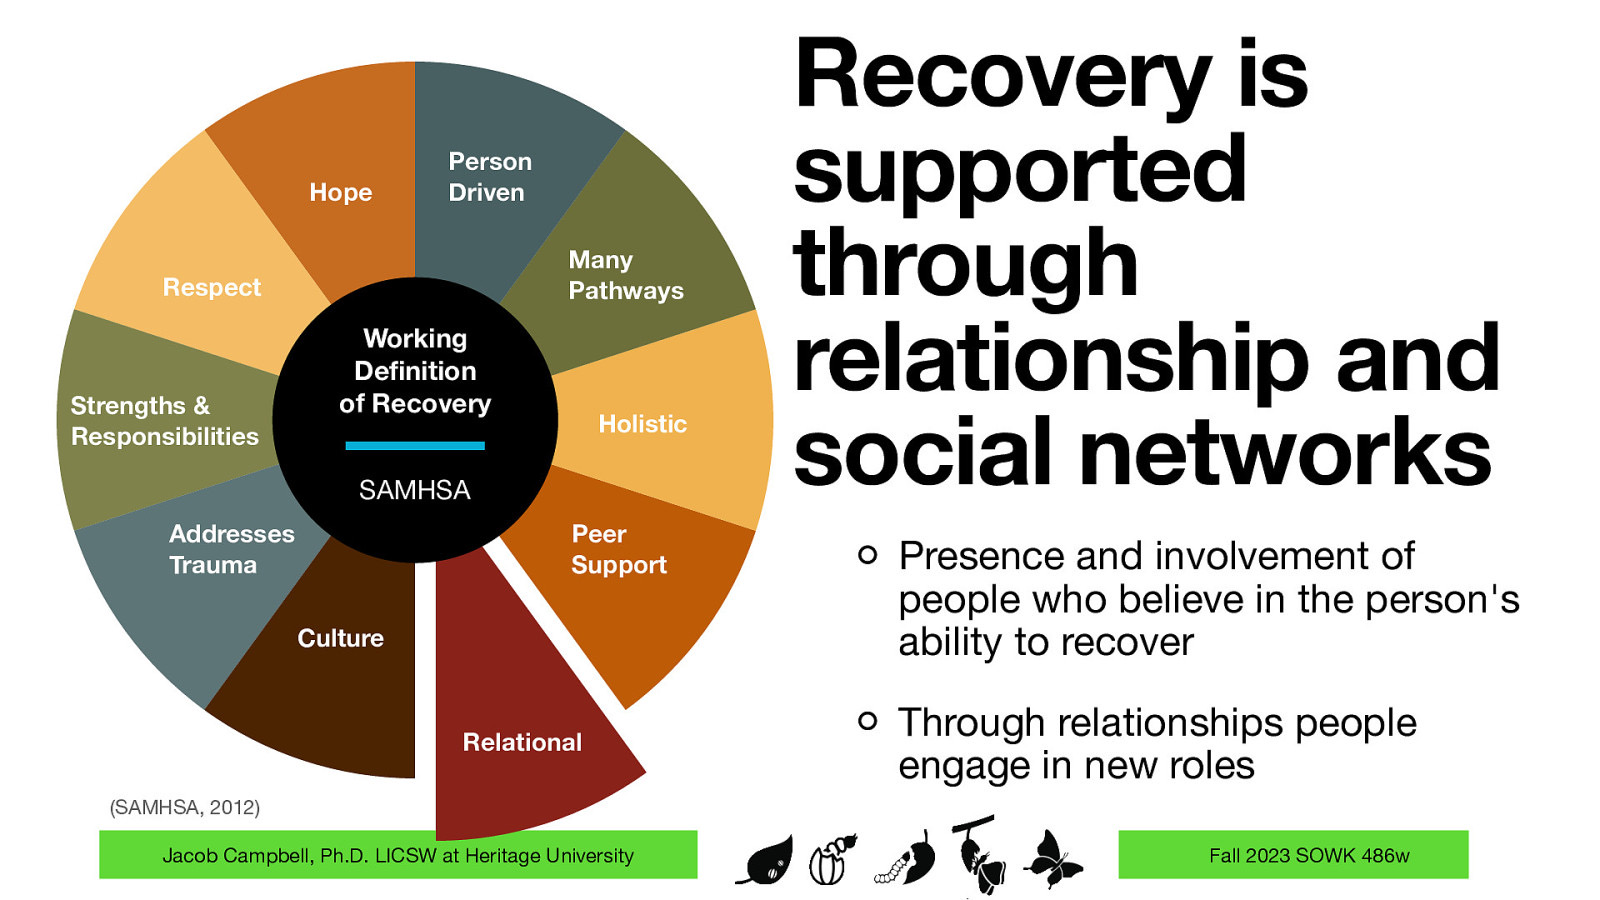 Recovery is
supported
through
relationship and
social networks
Presence and involvement of
people who believe in the person's
ability to recover
Through relationships people
engage in new roles
Person
Driven
Many
Pathways
Holistic
Peer
Support
Relational
Culture
Addresses
Trauma
Strengths &
Responsibilities
Respect
Hope
Working
Definition
of Recovery
SAMHSA
(SAMHSA, 2012)
Jacob Campbell, Ph.D. LICSW at Heritage University
Fall 2023 SOWK 486w